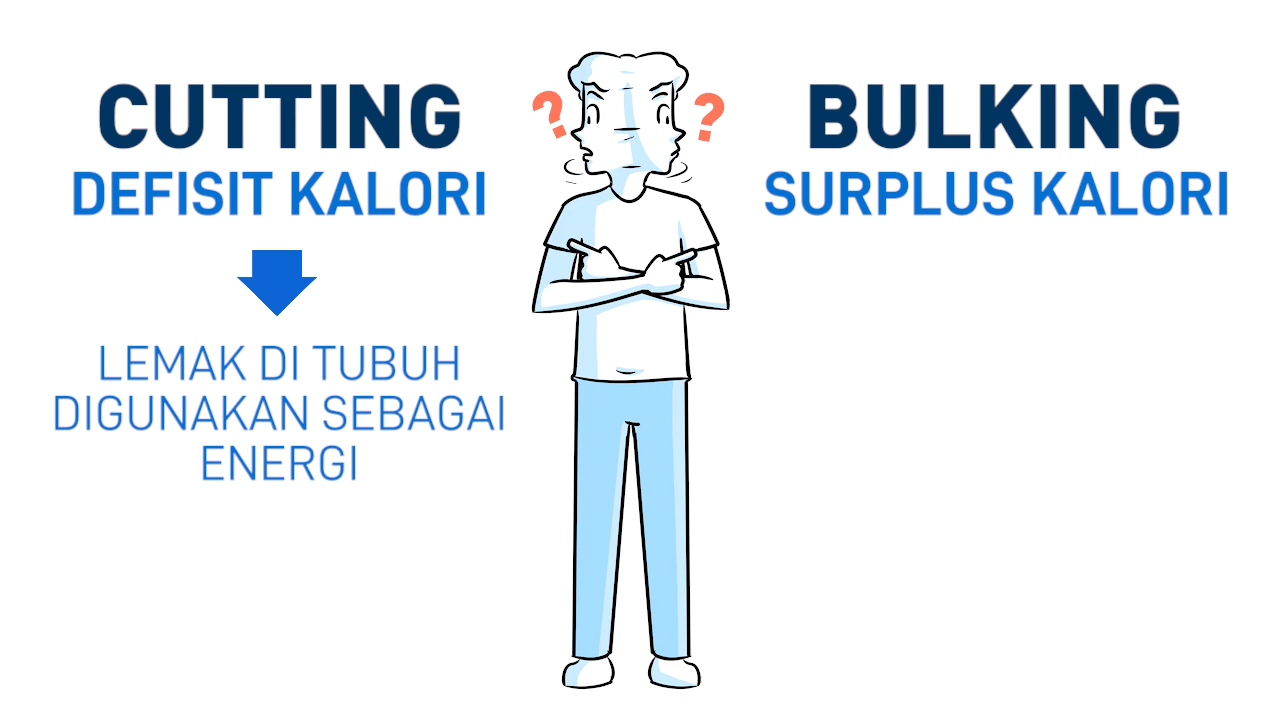 CUTTING
DEFISIT KALORI
LEMAK DI TUBUH
DIGUNAKAN SEBAGAI
ENERGI
? ?
BULKING
SURPLUS KALORI